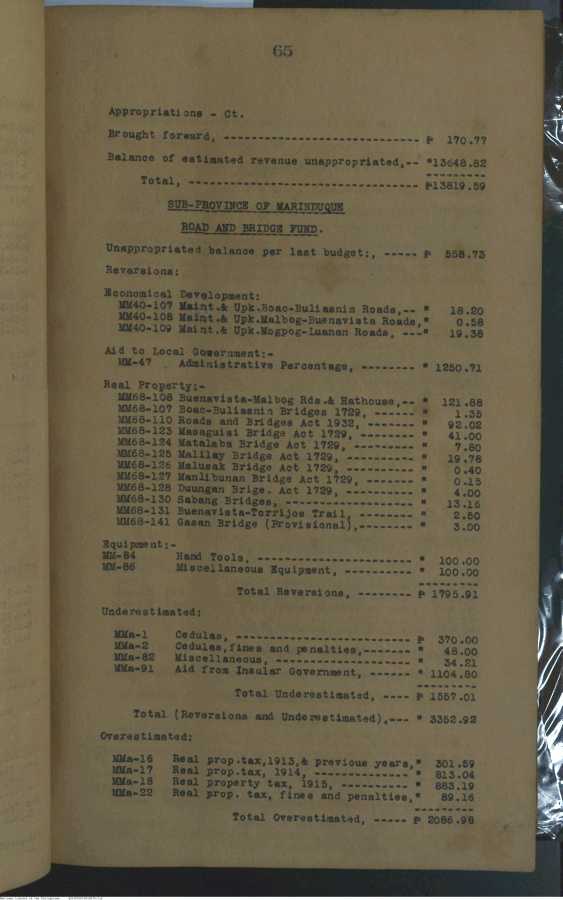 65
Appropriations - Ct.
Brought forward, ---------------------------- ₱ 170.77
Balance of estimated revenue unappropriated,-- "13648.82
Total, --------------------------------- ₱13819.59
SUB-PROVINCE OF MARINDUQUE
ROAD AND BRIDGE FUND.
Unappropriated balance per last budget:, ----- ₱ 558.73
Reversions:
Economical Development:
MM40-107 Maint.& Upk.Boac-Buliasnin Roads,-- " 18.20
MM40-108 Maint.& Upk.Malbog-Buenavista Roads," 0.58
MM40-109 Maint.& Upk.Mogpog-Luanan Roads, ---" 19.38
Aid to Local Government:-
MM-47 Administrative Percentage, -------- " 1250.71
Real Property:-
MM68-108 Buenavista-Malbog Rds.& Bathouse,-- " 121.88
MM68-107 Boac-Buliasnin Bridges 1729, ------ " 1.35
MM68-110 Roads and Bridges Act 1932, ------- " 92.02
MM68-123 Masaguisi Bridge Act 1729, --------- " 41.00
MM68-124 Matalaba Bridge Act 1729, --------- " 7.80
MM68-125 Malilay Bridge Act 1729, ---------- " 19.78
MM68-126 Malusak Bridge Act 1729, ---------- " 0.40
MM68-127 Manlibunan Bridge Act 1729, ------- " 0.15
MM68-128 Duungan Brige. Act 1729, ---------- " 4.00
MM68-130 Sabang Bridges, ------------------ " 13.16
MM68-131 Buenavista-Torrijos Trail, -------- " 2.50
MM68-141 Gasan Bridge (Provisional),-------- " 3.00
Equipment:-
MM-84 Hand Tools, ---------------------- " 100.00
MM-86 Miscellaneous Equipment, ---------- " 100.00
Total Reversions, -------- ₱ 1795.91
Underestimated:
MMa-1 Cedulas, ------------------------- ₱ 370.00
MMa-2 Cedulas,fines and penalties,------- " 48.00
MMa-82 Miscellaneous, ------------------- " 34.21
MMa-91 Aid from Insular Government, ------ " 1104.80
Total Underestimated, ---- ₱ 1557.01
Total (Reversions and Underestimated),--- " 3352.92
Overestimated:
MMa-16 Real prop.tax,1913,& previous years," 301.59
MMa-17 Real prop.tax, 1914, -------------- " 813.04
MMa-18 Real property tax, 1915, ---------- " 883.19
MMa-22 Real prop. tax, fines and penalties," 89.16
Total Overestimated, ----- ₱ 2086.98
National Library of the Philippines